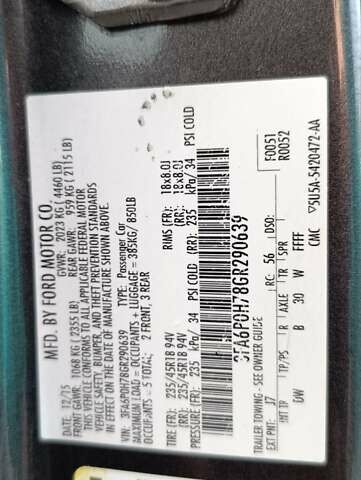 MFD. BY FORD MOTOR CO.
12/15 GVWR: 2023 KG (4460 LB)
FRONT GAWR: 1068 KG (2355 LB) REAR GAWR: 959 KG (2115 LB)
THIS VEHICLE CONFORMS TO ALL APPLICABLE FEDERAL MOTOR
VEHICLE SAFETY, BUMPER, AND THEFT PREVENTION STANDARDS
IN EFFECT ON THE DATE OF MANUFACTURE SHOWN ABOVE.
VIN: 3FA6P0H78GR290639 TYPE: Passenger Car
MAXIMUM LOAD = OCCUPANTS + LUGGAGE = 385KG/ 850LB
OCCUPANTS = 5 TOTAL; 2 FRONT, 3 REAR
TIRE (FR): 235/45R18 94V RIMS (FR): 18x8.0J
(RR): 235/45R18 94V (RR): 18x8.0J
PRESSURE (FR): 235 kPa/ 34 PSI COLD (RR): 235 kPa/ 34 PSI COLD
3FA6P0H78GR290639
TRAILER TOWING - SEE OWNER GUIDE
F0051
R0052
EXT PNT: J7 RC: 56 DSO:
INT TR TP/PS R AXLE TR SPR
B 30 W FFFF
CMC 5U5A-5420472-AA